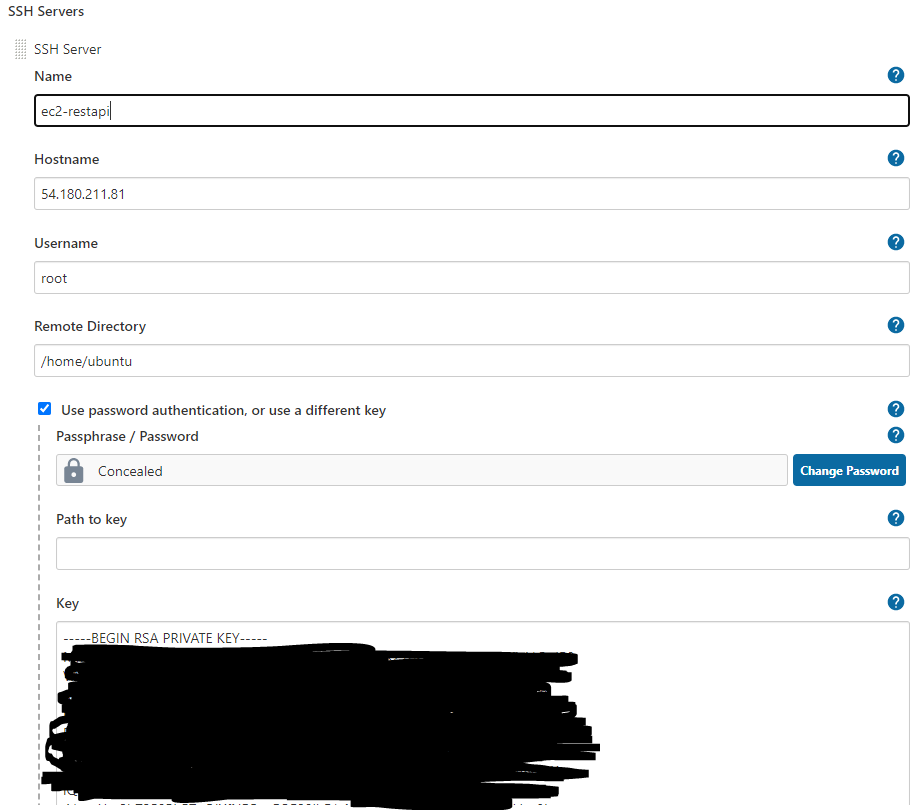 SSH Servers
SSH Server
Name
?
ec2-restapi
Hostname
?
54.180.211.81
Username
?
root
Remote Directory
?
/home/ubuntu
Use password authentication, or use a different key
?
Passphrase / Password
?
Concealed
Change Password
Path to key
?
Key
?
-----BEGIN RSA PRIVATE KEY-----